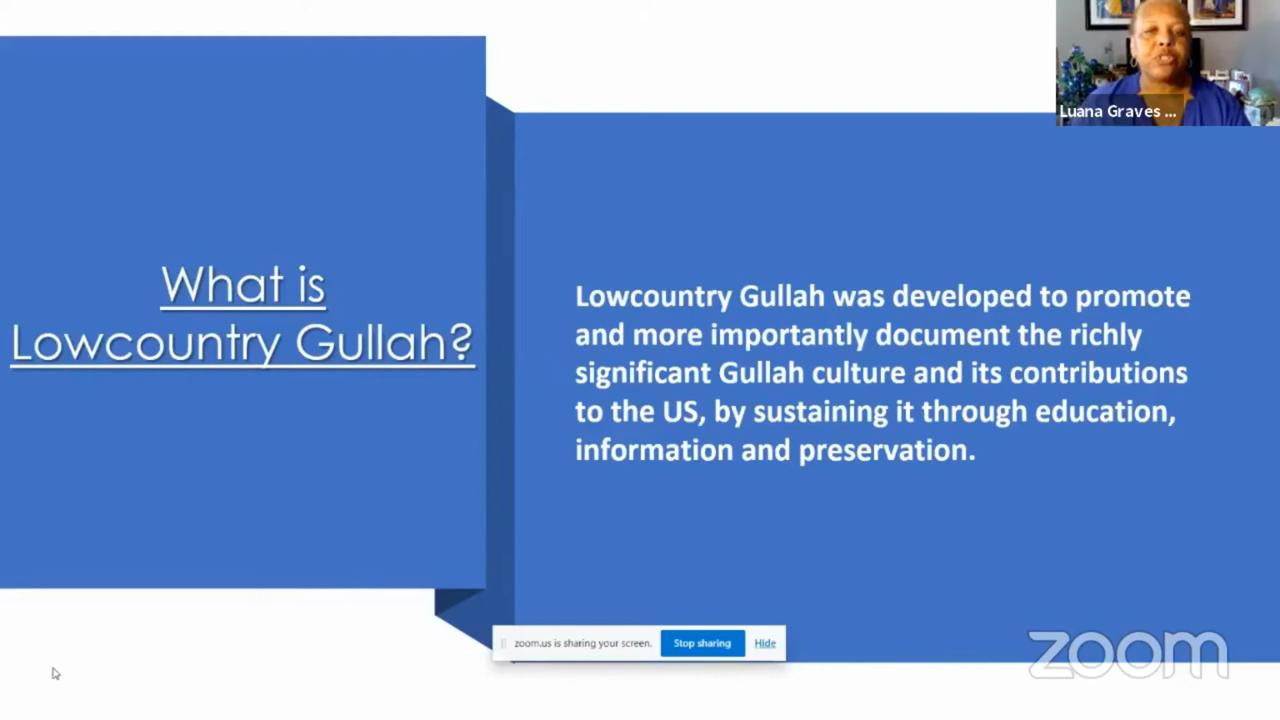 Luana Graves ...
What is
Lowcountry Gullah?
Lowcountry Gullah was developed to promote
and more importantly document the richly
significant Gullah culture and its contributions
to the US, by sustaining it through education,
information and preservation.
zoom.us is sharing your screen. Stop sharing Hide
zoom